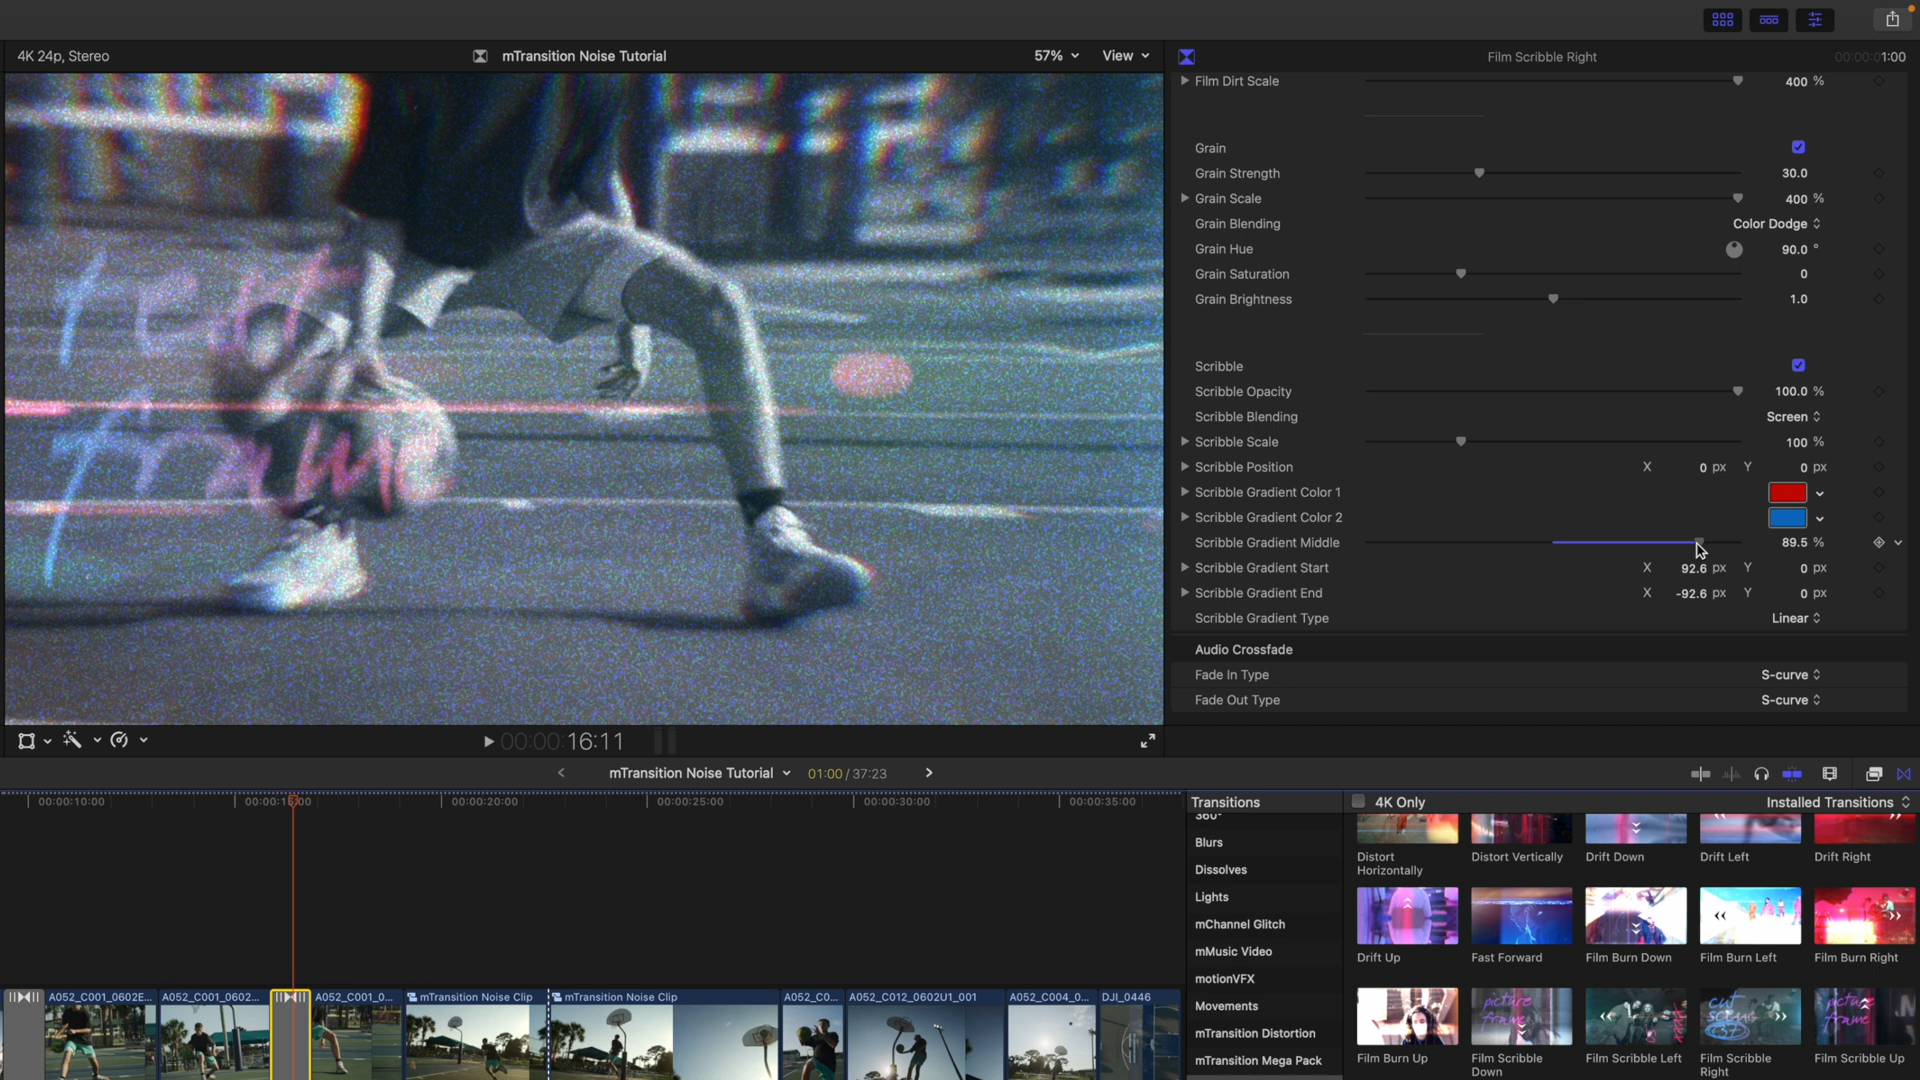 4K 24p, Stereo
mTransition Noise Tutorial
57%
View
Film Scribble Right
00:00:01:00
Film Dirt Scale
400 %
Grain
Grain Strength
30.0
Grain Scale
400 %
Grain Blending
Color Dodge
Grain Hue
90.0 °
Grain Saturation
0
Grain Brightness
1.0
Scribble
Scribble Opacity
100.0 %
Scribble Blending
Screen
Scribble Scale
100 %
Scribble Position
X 0 px Y 0 px
Scribble Gradient Color 1
Scribble Gradient Color 2
Scribble Gradient Middle
89.5 %
Scribble Gradient Start
X 92.6 px Y 0 px
Scribble Gradient End
X -92.6 px Y 0 px
Scribble Gradient Type
Linear
Audio Crossfade
Fade In Type
S-curve
Fade Out Type
S-curve
00:00:16:11
mTransition Noise Tutorial
01:00 / 37:23
00:00:10:00
00:00:15:00
00:00:20:00
00:00:25:00
00:00:30:00
00:00:35:00
Transitions
4K Only
Installed Transitions
360°
Blurs
Dissolves
Lights
mChannel Glitch
mMusic Video
motionVFX
Movements
mTransition Distortion
mTransition Mega Pack
Distort Horizontally
Distort Vertically
Drift Down
Drift Left
Drift Right
Drift Up
Fast Forward
Film Burn Down
Film Burn Left
Film Burn Right
picture
frame
cut
scene
picture
frame
Film Burn Up
Film Scribble Down
Film Scribble Left
Film Scribble Right
Film Scribble Up
A052_C001_0602E...
A052_C001_0602...
A052_C001_0...
mTransition Noise Clip
mTransition Noise Clip
A052_C0...
A052_C012_0602U1_001
A052_C004_0...
DJI_0446